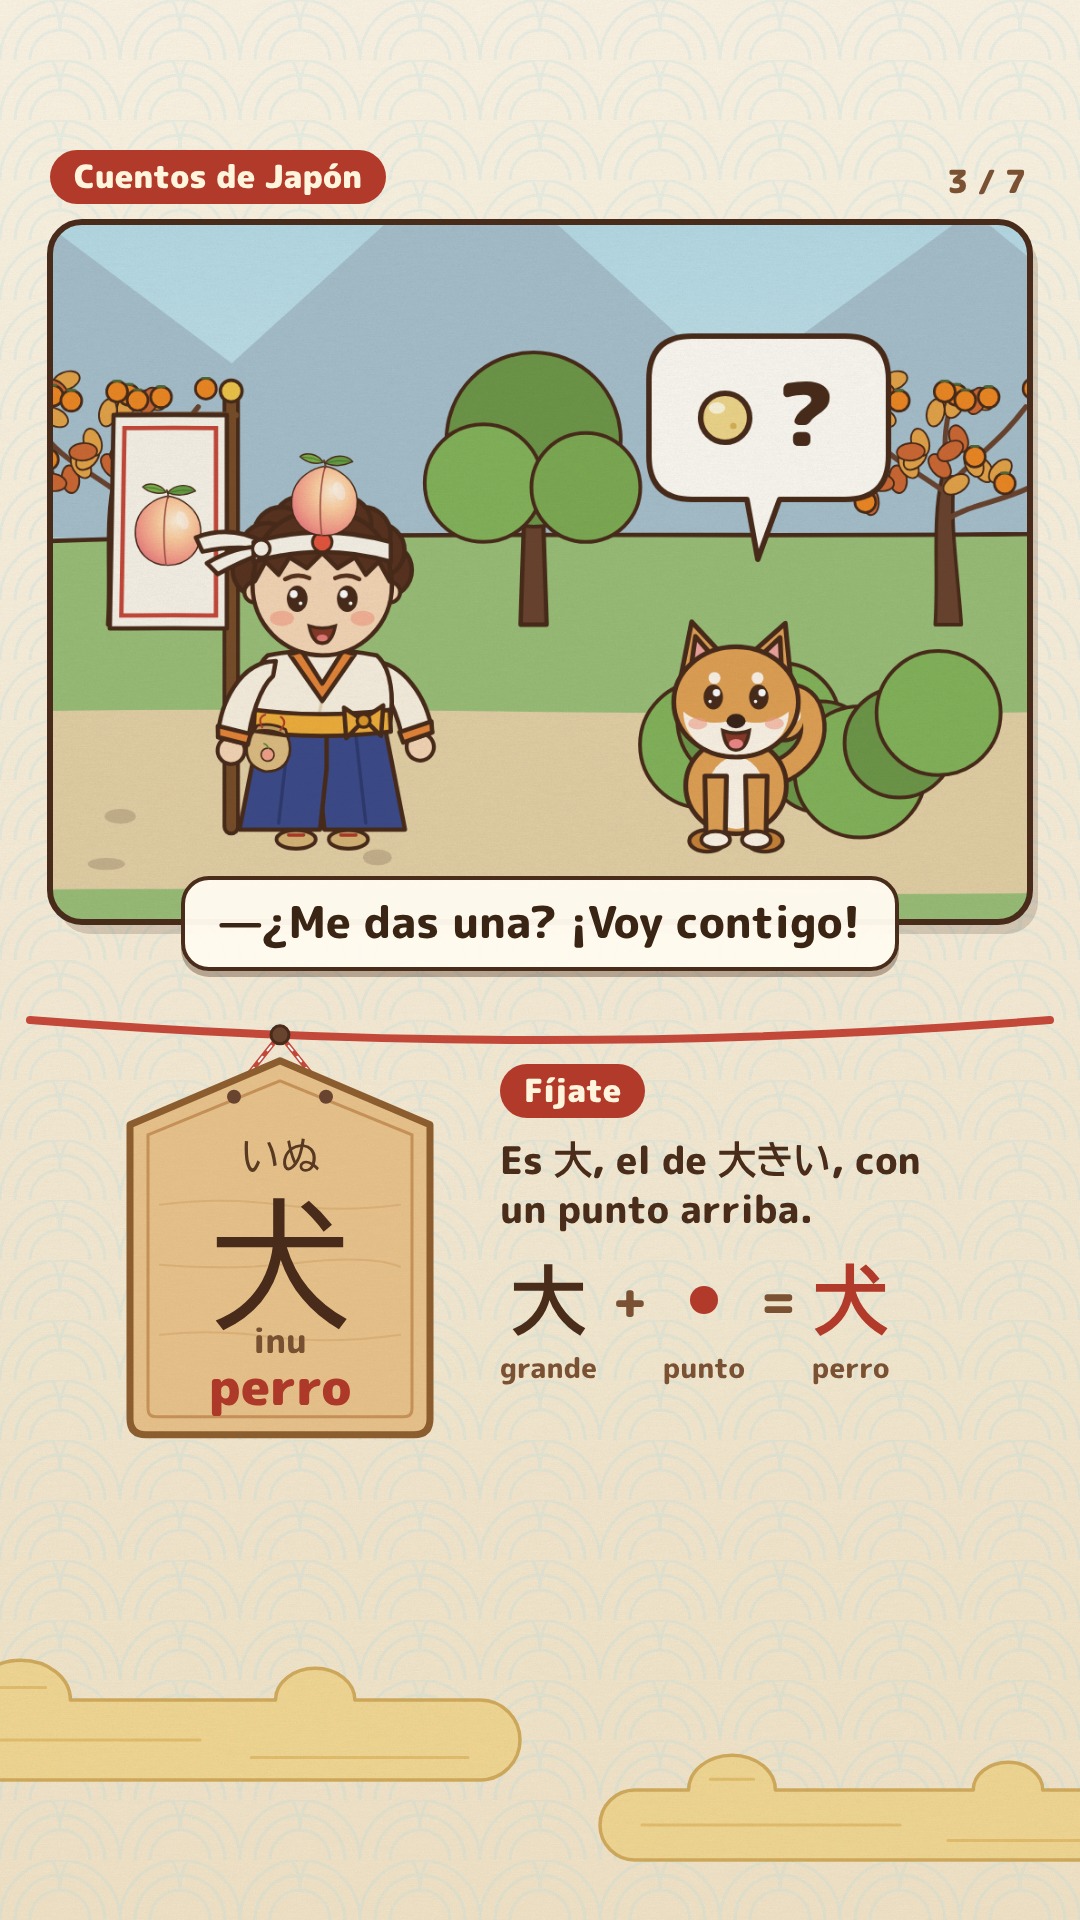 Cuentos de Japón
3 / 7
?
—¿Me das una? ¡Voy contigo!
いぬ
犬
inu
perro
Fíjate
Es 大, el de 大きい, con
un punto arriba.
大 + • = 犬
grande punto perro